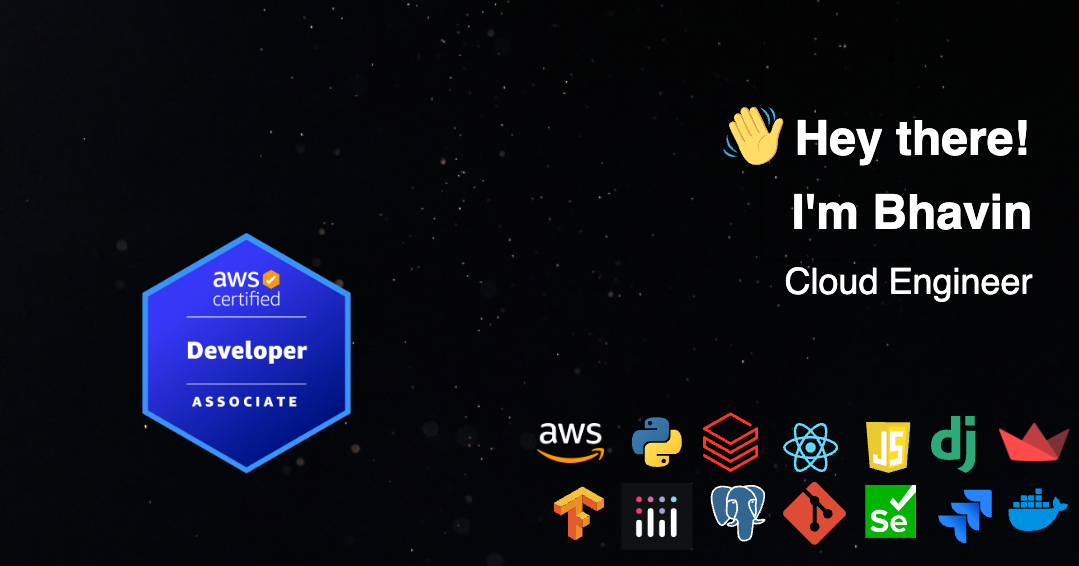 👋 Hey there!
I'm Bhavin
Cloud Engineer
aws
certified
Developer
ASSOCIATE
aws
JS
dj
Se